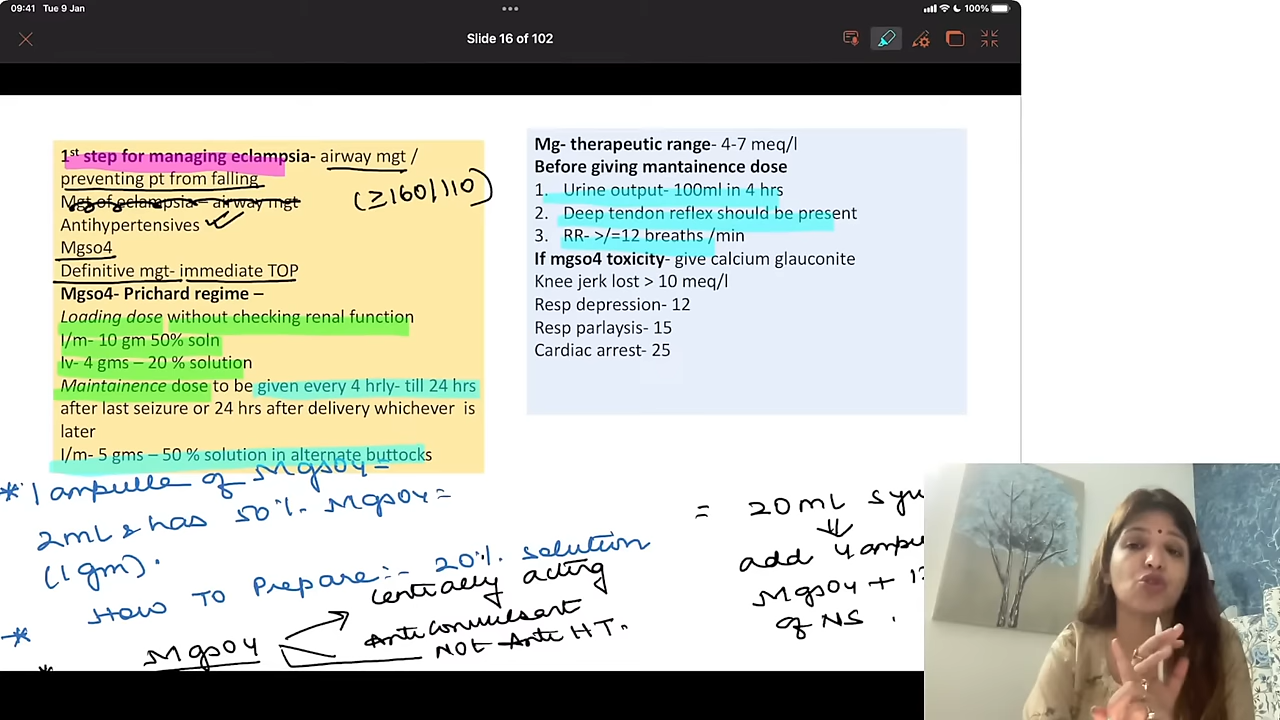 09:41 Tue 9 Jan
100%
Slide 16 of 102
1st step for managing eclampsia- airway mgt /
preventing pt from falling
(≥160/110)
Mgt of eclampsia – airway mgt
Antihypertensives
Mgso4
Definitive mgt- immediate TOP
Mgso4- Prichard regime –
Loading dose without checking renal function
I/m- 10 gm 50% soln
Iv- 4 gms – 20 % solution
Maintainence dose to be given every 4 hrly- till 24 hrs
after last seizure or 24 hrs after delivery whichever is
later
I/m- 5 gms – 50 % solution in alternate buttocks
Mg- therapeutic range- 4-7 meq/l
Before giving mantainence dose
1. Urine output- 100ml in 4 hrs
2. Deep tendon reflex should be present
3. RR- >/=12 breaths /min
If mgso4 toxicity- give calcium glauconite
Knee jerk lost > 10 meq/l
Resp depression- 12
Resp parlaysis- 15
Cardiac arrest- 25
* 1 ampulle of MgSO4 =
2mL & has 50% MgSO4 =
(1 gm).
* How To Prepare:- 20% solution
= 20mL
add 4
MgSO4 +
of NS.
MgSO4
centrally acting
Anticonvulsant
NOT Anti HT.
*